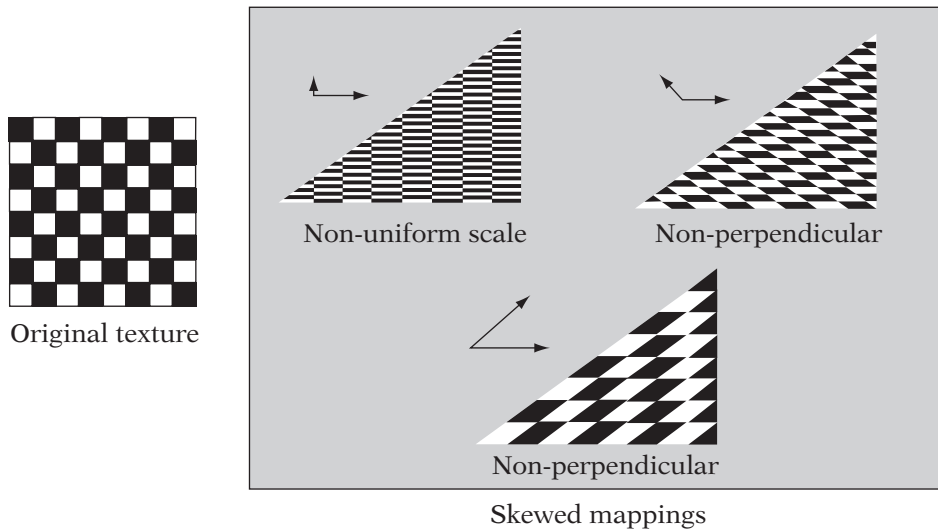 Non-uniform scale
Non-perpendicular
Original texture
Non-perpendicular
Skewed mappings